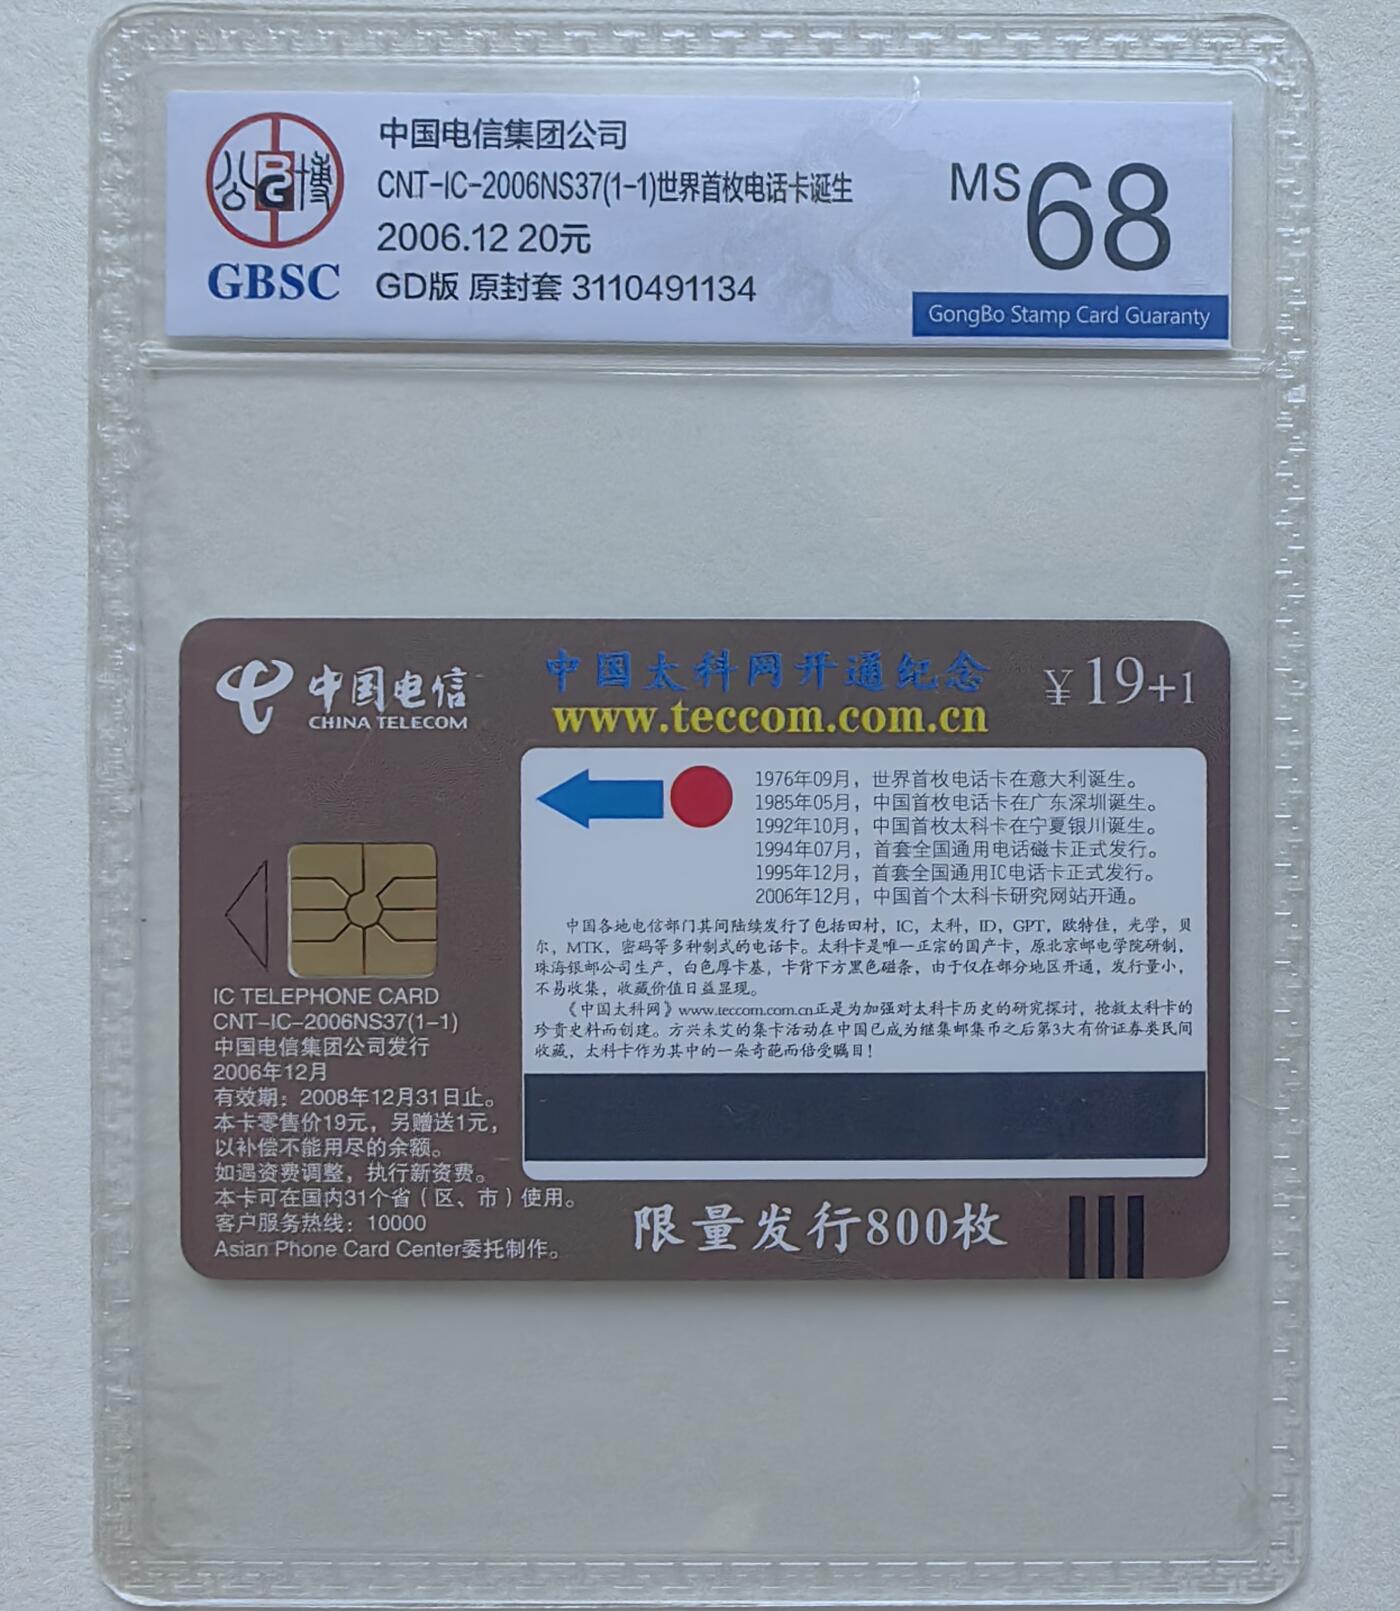 公博
GBSC
中国电信集团公司
CNT-IC-2006NS37(1-1)世界首枚电话卡诞生
2006.12 20元
GD版 原封套 3110491134
MS68
GongBo Stamp Card Guaranty
中国电信
CHINA TELECOM
中国太科网开通纪念
www.teccom.com.cn
¥19+1
1976年09月，世界首枚电话卡在意大利诞生。
1985年05月，中国首枚电话卡在广东深圳诞生。
1992年10月，中国首枚太科卡在宁夏银川诞生。
1994年07月，首套全国通用电话磁卡正式发行。
1995年12月，首套全国通用IC电话卡正式发行。
2006年12月，中国首个太科卡研究网站开通。
中国各地电信部门其间陆续发行了包括田村，IC，太科，ID，GPT，欧特佳，光学，贝
尔，MTK，密码等多种制式的电话卡。太科卡是唯一正宗的国产卡，原北京邮电学院研制，
珠海银邮公司生产，白色厚卡基，卡背下方黑色磁条，由于仅在部分地区开通，发行量小，
不易收集，收藏价值日益显现。
《中国太科网》www.teccom.com.cn正是为加强对太科卡历史的研究探讨，抢救太科卡的
珍贵史料而创建。方兴未艾的集卡活动在中国已成为继集邮集币之后第3大有价证券类民间
收藏，太科卡作为其中的一朵奇葩而倍受瞩目！
IC TELEPHONE CARD
CNT-IC-2006NS37(1-1)
中国电信集团公司发行
2006年12月
有效期：2008年12月31日止。
本卡零售价19元，另赠送1元，
以补偿不能用尽的余额。
如遇资费调整，执行新资费。
本卡可在国内31个省（区、市）使用。
客户服务热线：10000
Asian Phone Card Center委托制作。
限量发行800枚